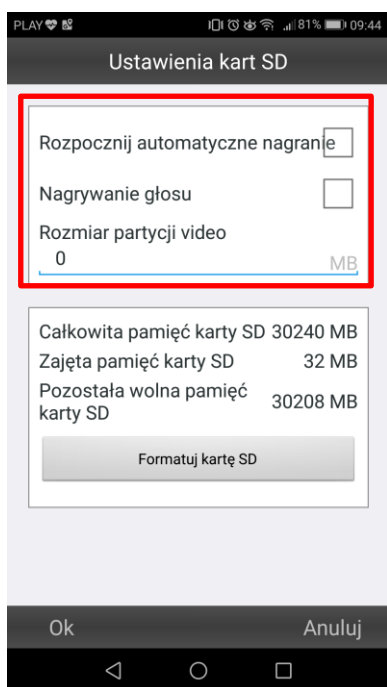 PLAY 81% 09:44
Ustawienia kart SD
Rozpocznij automatyczne nagranie
Nagrywanie głosu
Rozmiar partycji video
0 MB
Całkowita pamięć karty SD 30240 MB
Zajęta pamięć karty SD 32 MB
Pozostała wolna pamięć
karty SD 30208 MB
Formatuj kartę SD
Ok Anuluj